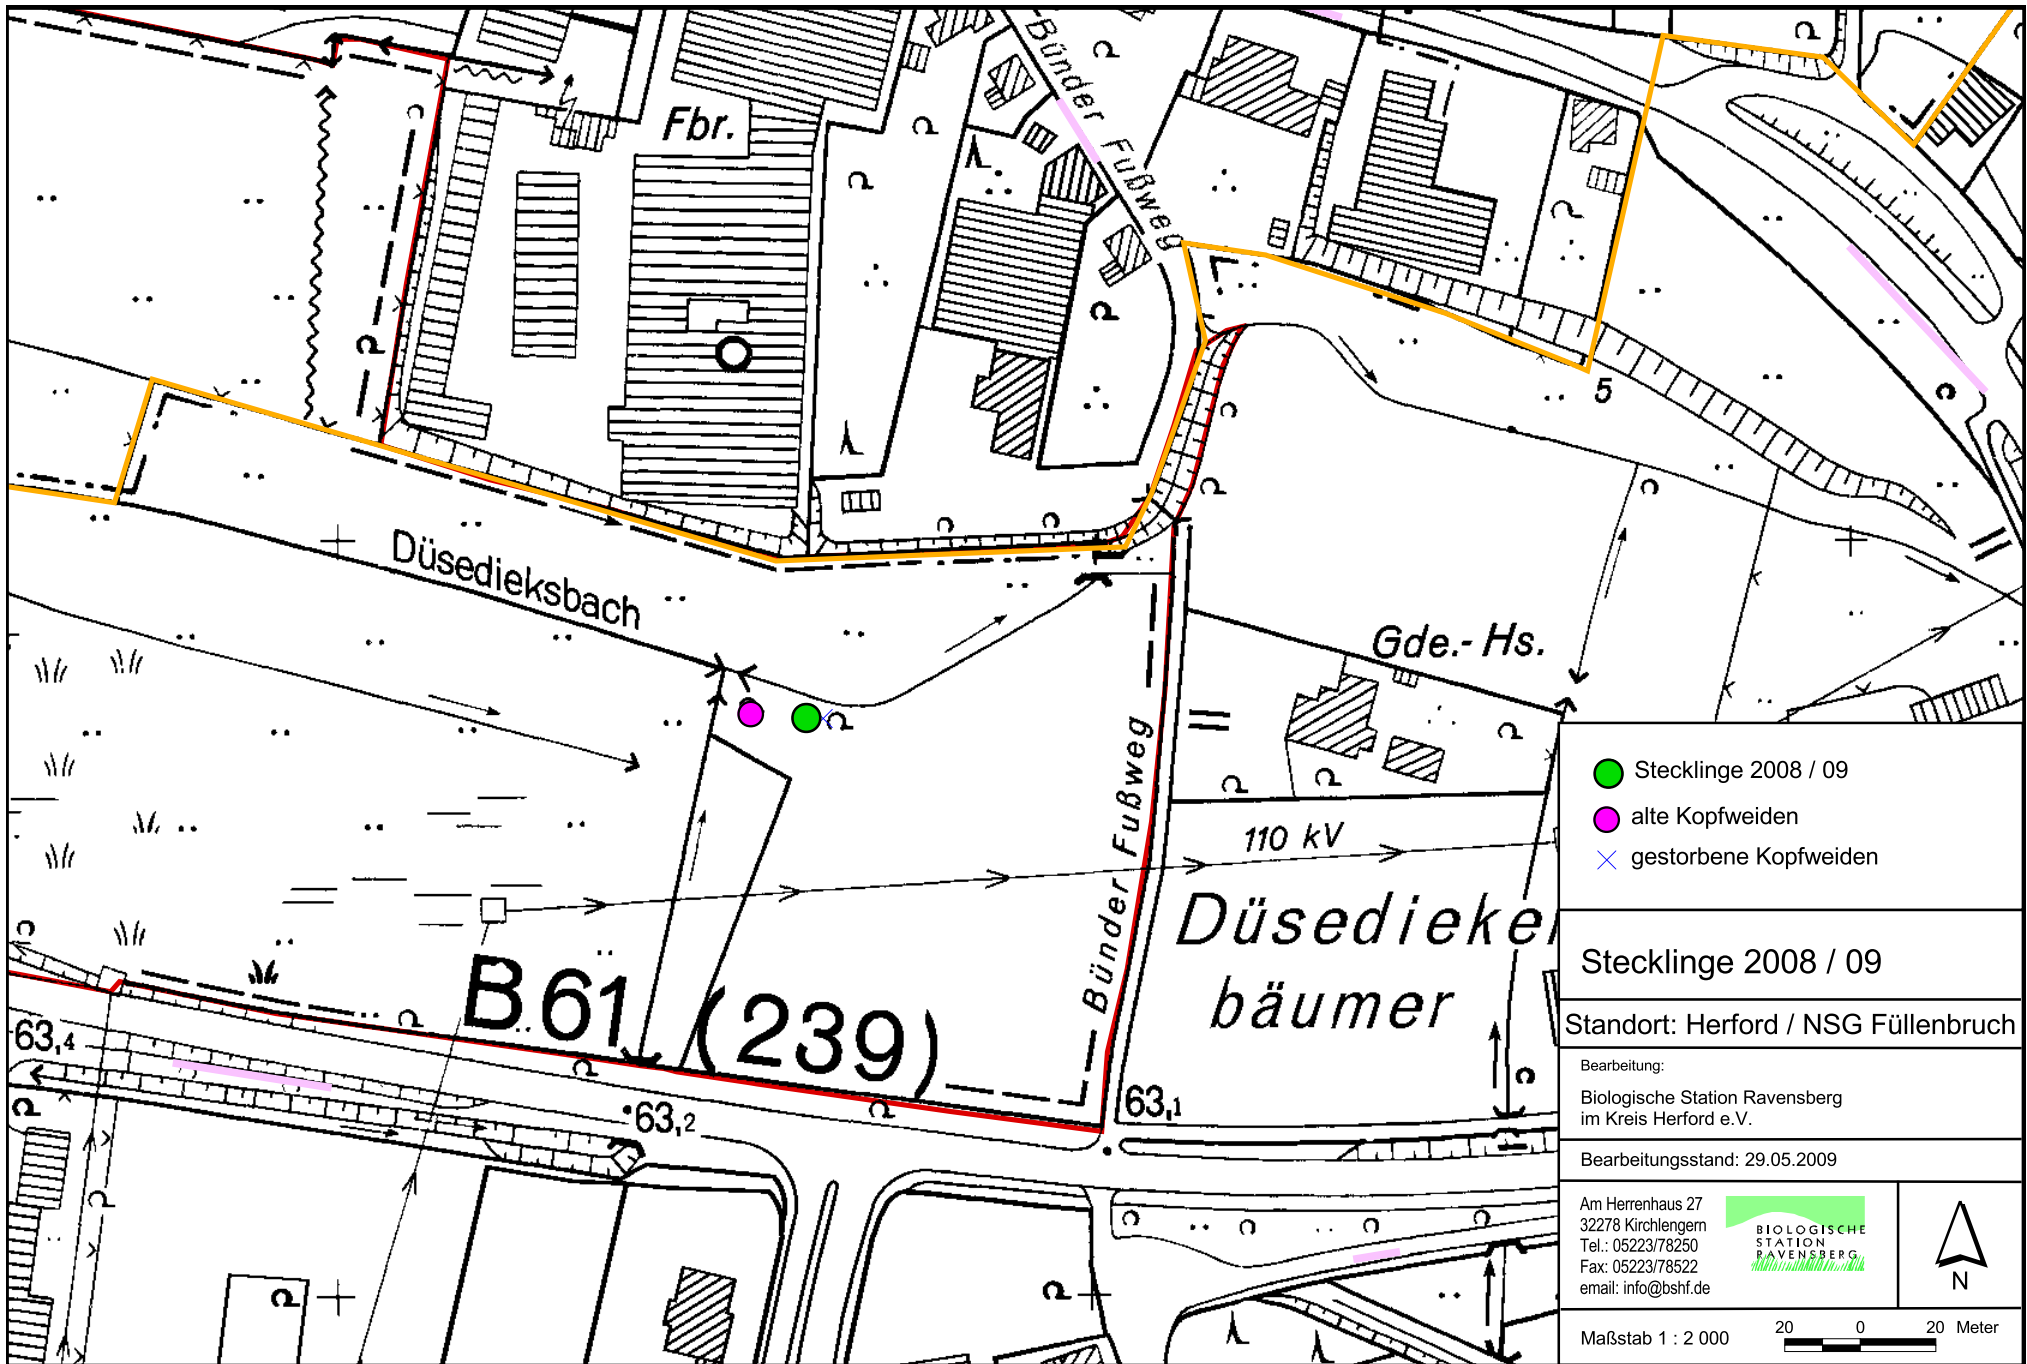 Bünder Fußweg
Fbr.
5
Düsedieksbach
Gde.-Hs.
Bünder Fußweg
110 kV
B 61 (239)
bäumer
63,4
63,2
63,1
Stecklinge 2008 / 09
alte Kopfweiden
gestorbene Kopfweiden
Stecklinge 2008 / 09
Standort: Herford / NSG Füllenbruch
Bearbeitung:
Biologische Station Ravensberg
im Kreis Herford e.V.
Bearbeitungsstand: 29.05.2009
Am Herrenhaus 27
32278 Kirchlengern
Tel.: 05223/78250
Fax: 05223/78522
email: info@bshf.de
BIOLOGISCHE
STATION
RAVENSBERG
N
Maßstab 1 : 2 000
20 0 20 Meter